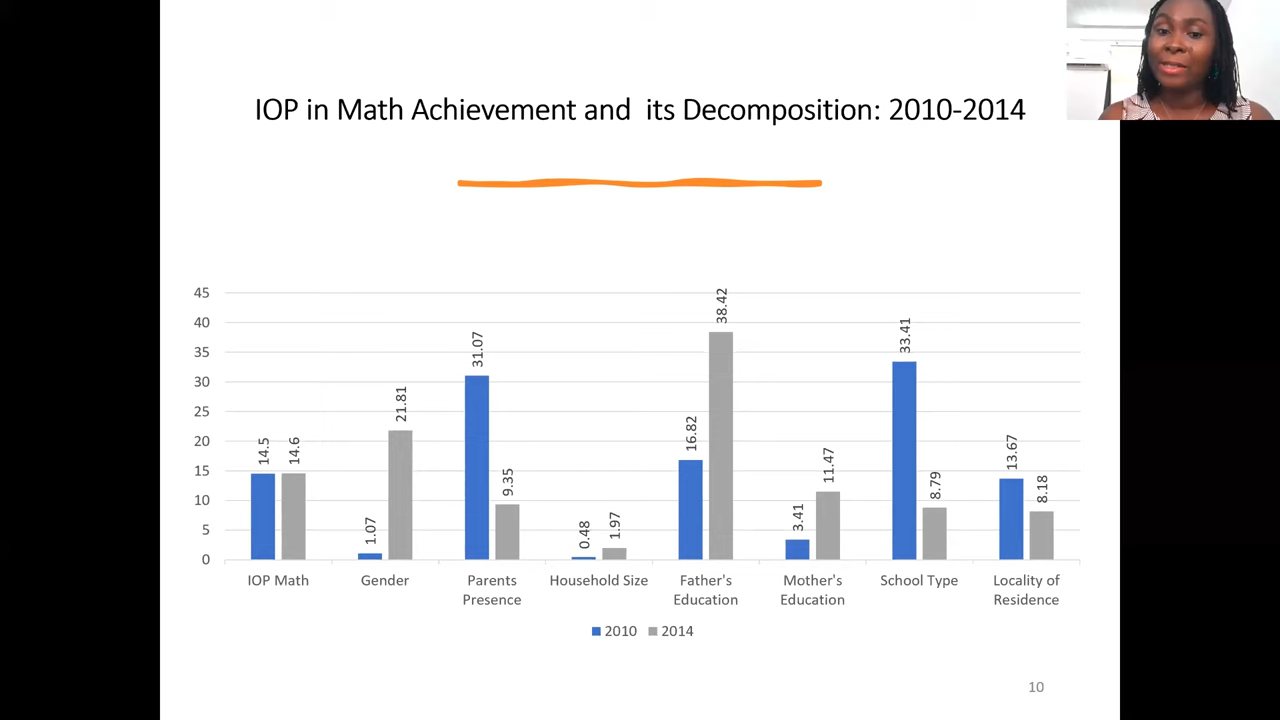 IOP in Math Achievement and its Decomposition: 2010-2014
45
40
35
30
25
20
15
10
5
0
14.5
14.6
1.07
21.81
31.07
9.35
0.48
1.97
16.82
38.42
3.41
11.47
33.41
8.79
13.67
8.18
IOP Math
Gender
Parents
Presence
Household Size
Father's
Education
Mother's
Education
School Type
Locality of
Residence
2010
2014
10